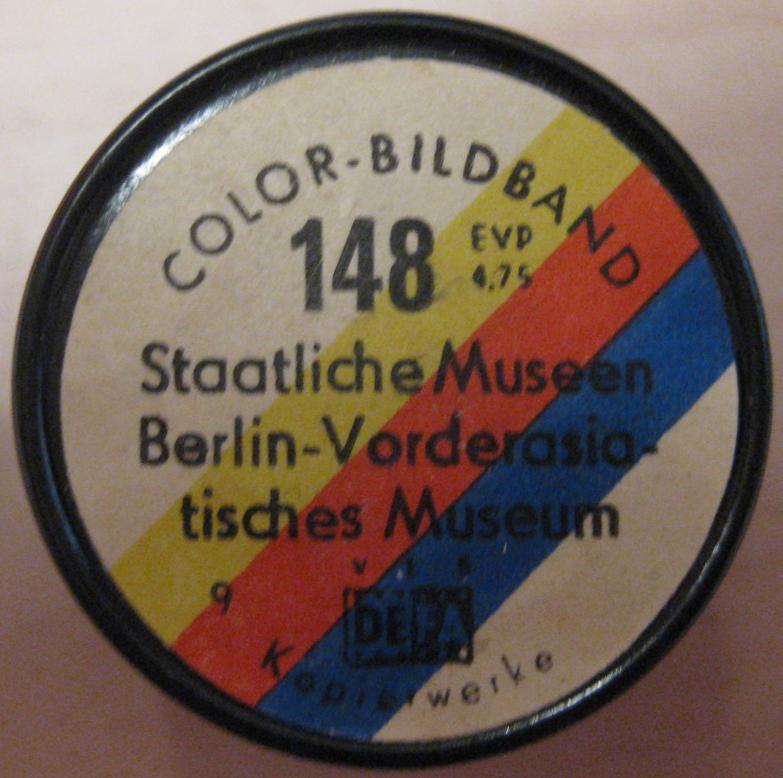 COLOR-BILDBAND
148
EVP
4.75
Staatliche Museen
Berlin-Vorderasia-
tisches Museum
9
VEB
DEFA
Kopierwerke